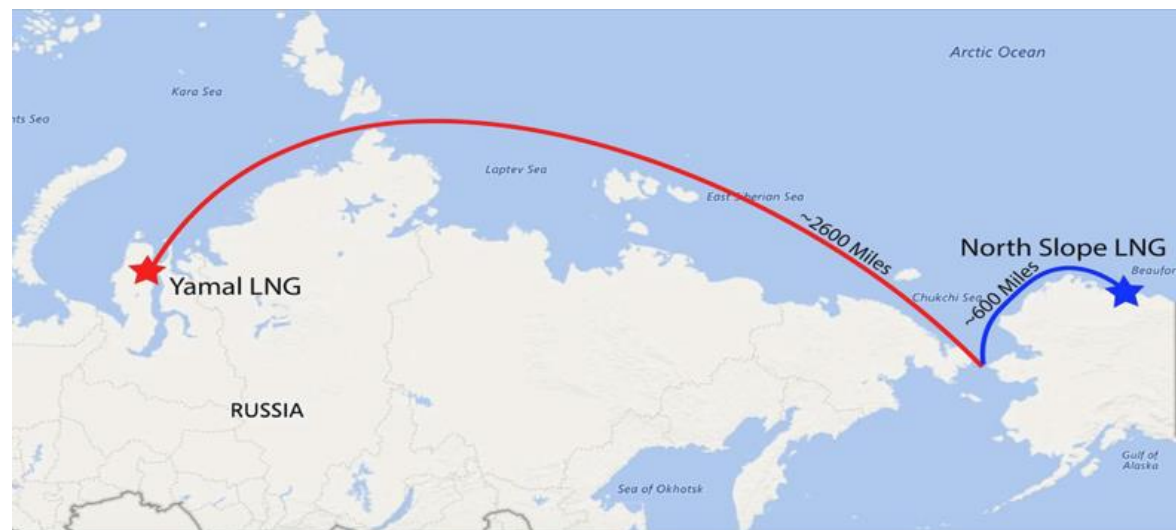 Arctic Ocean
Kara Sea
nts Sea
Laptev Sea
East Siberian Sea
~2600 Miles
North Slope LNG
Beaufor
Yamal LNG
Chukchi Sea
~600 Miles
RUSSIA
Gulf of
Alaska
Sea of Okhotsk